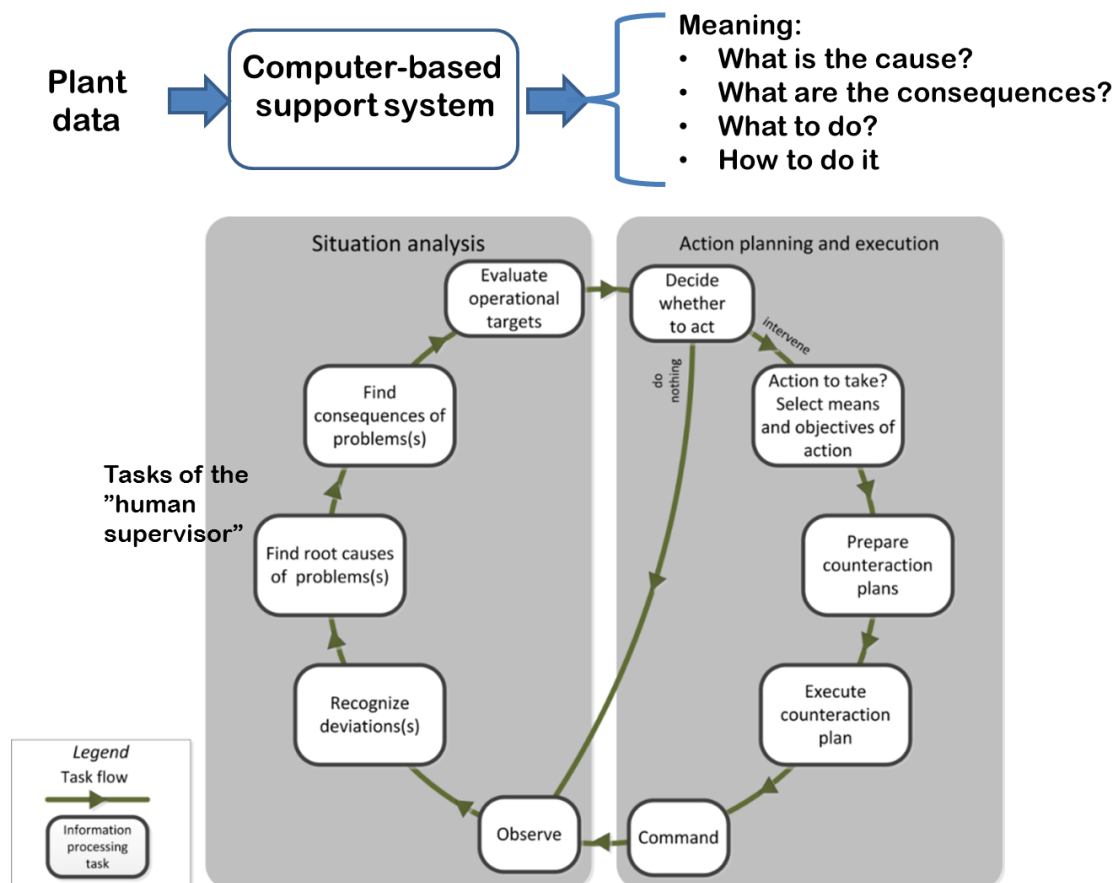 Plant
data
Computer-based
support system
Meaning:
• What is the cause?
• What are the consequences?
• What to do?
• How to do it
Tasks of the
”human
supervisor”
Situation analysis
Evaluate
operational
targets
Find
consequences of
problems(s)
Find root causes
of problems(s)
Recognize
deviations(s)
Observe
Action planning and execution
Decide
whether
to act
intervene
do
nothing
Action to take?
Select means
and objectives of
action
Prepare
counteraction
plans
Execute
counteraction
plan
Command
Legend
Task flow
Information
processing
task